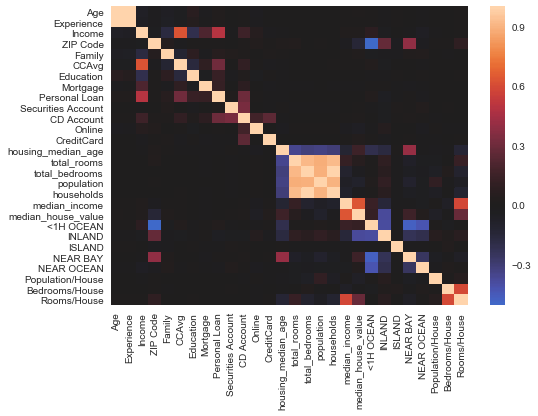 Age
Experience
Income
ZIP Code
Family
CCAvg
Education
Mortgage
Personal Loan
Securities Account
CD Account
Online
CreditCard
housing_median_age
total_rooms
total_bedrooms
population
households
median_income
median_house_value
<1H OCEAN
INLAND
ISLAND
NEAR BAY
NEAR OCEAN
Population/House
Bedrooms/House
Rooms/House
Age
Experience
Income
ZIP Code
Family
CCAvg
Education
Mortgage
Personal Loan
Securities Account
CD Account
Online
CreditCard
housing_median_age
total_rooms
total_bedrooms
population
households
median_income
median_house_value
<1H OCEAN
INLAND
ISLAND
NEAR BAY
NEAR OCEAN
Population/House
Bedrooms/House
Rooms/House
0.9
0.6
0.3
0.0
−0.3